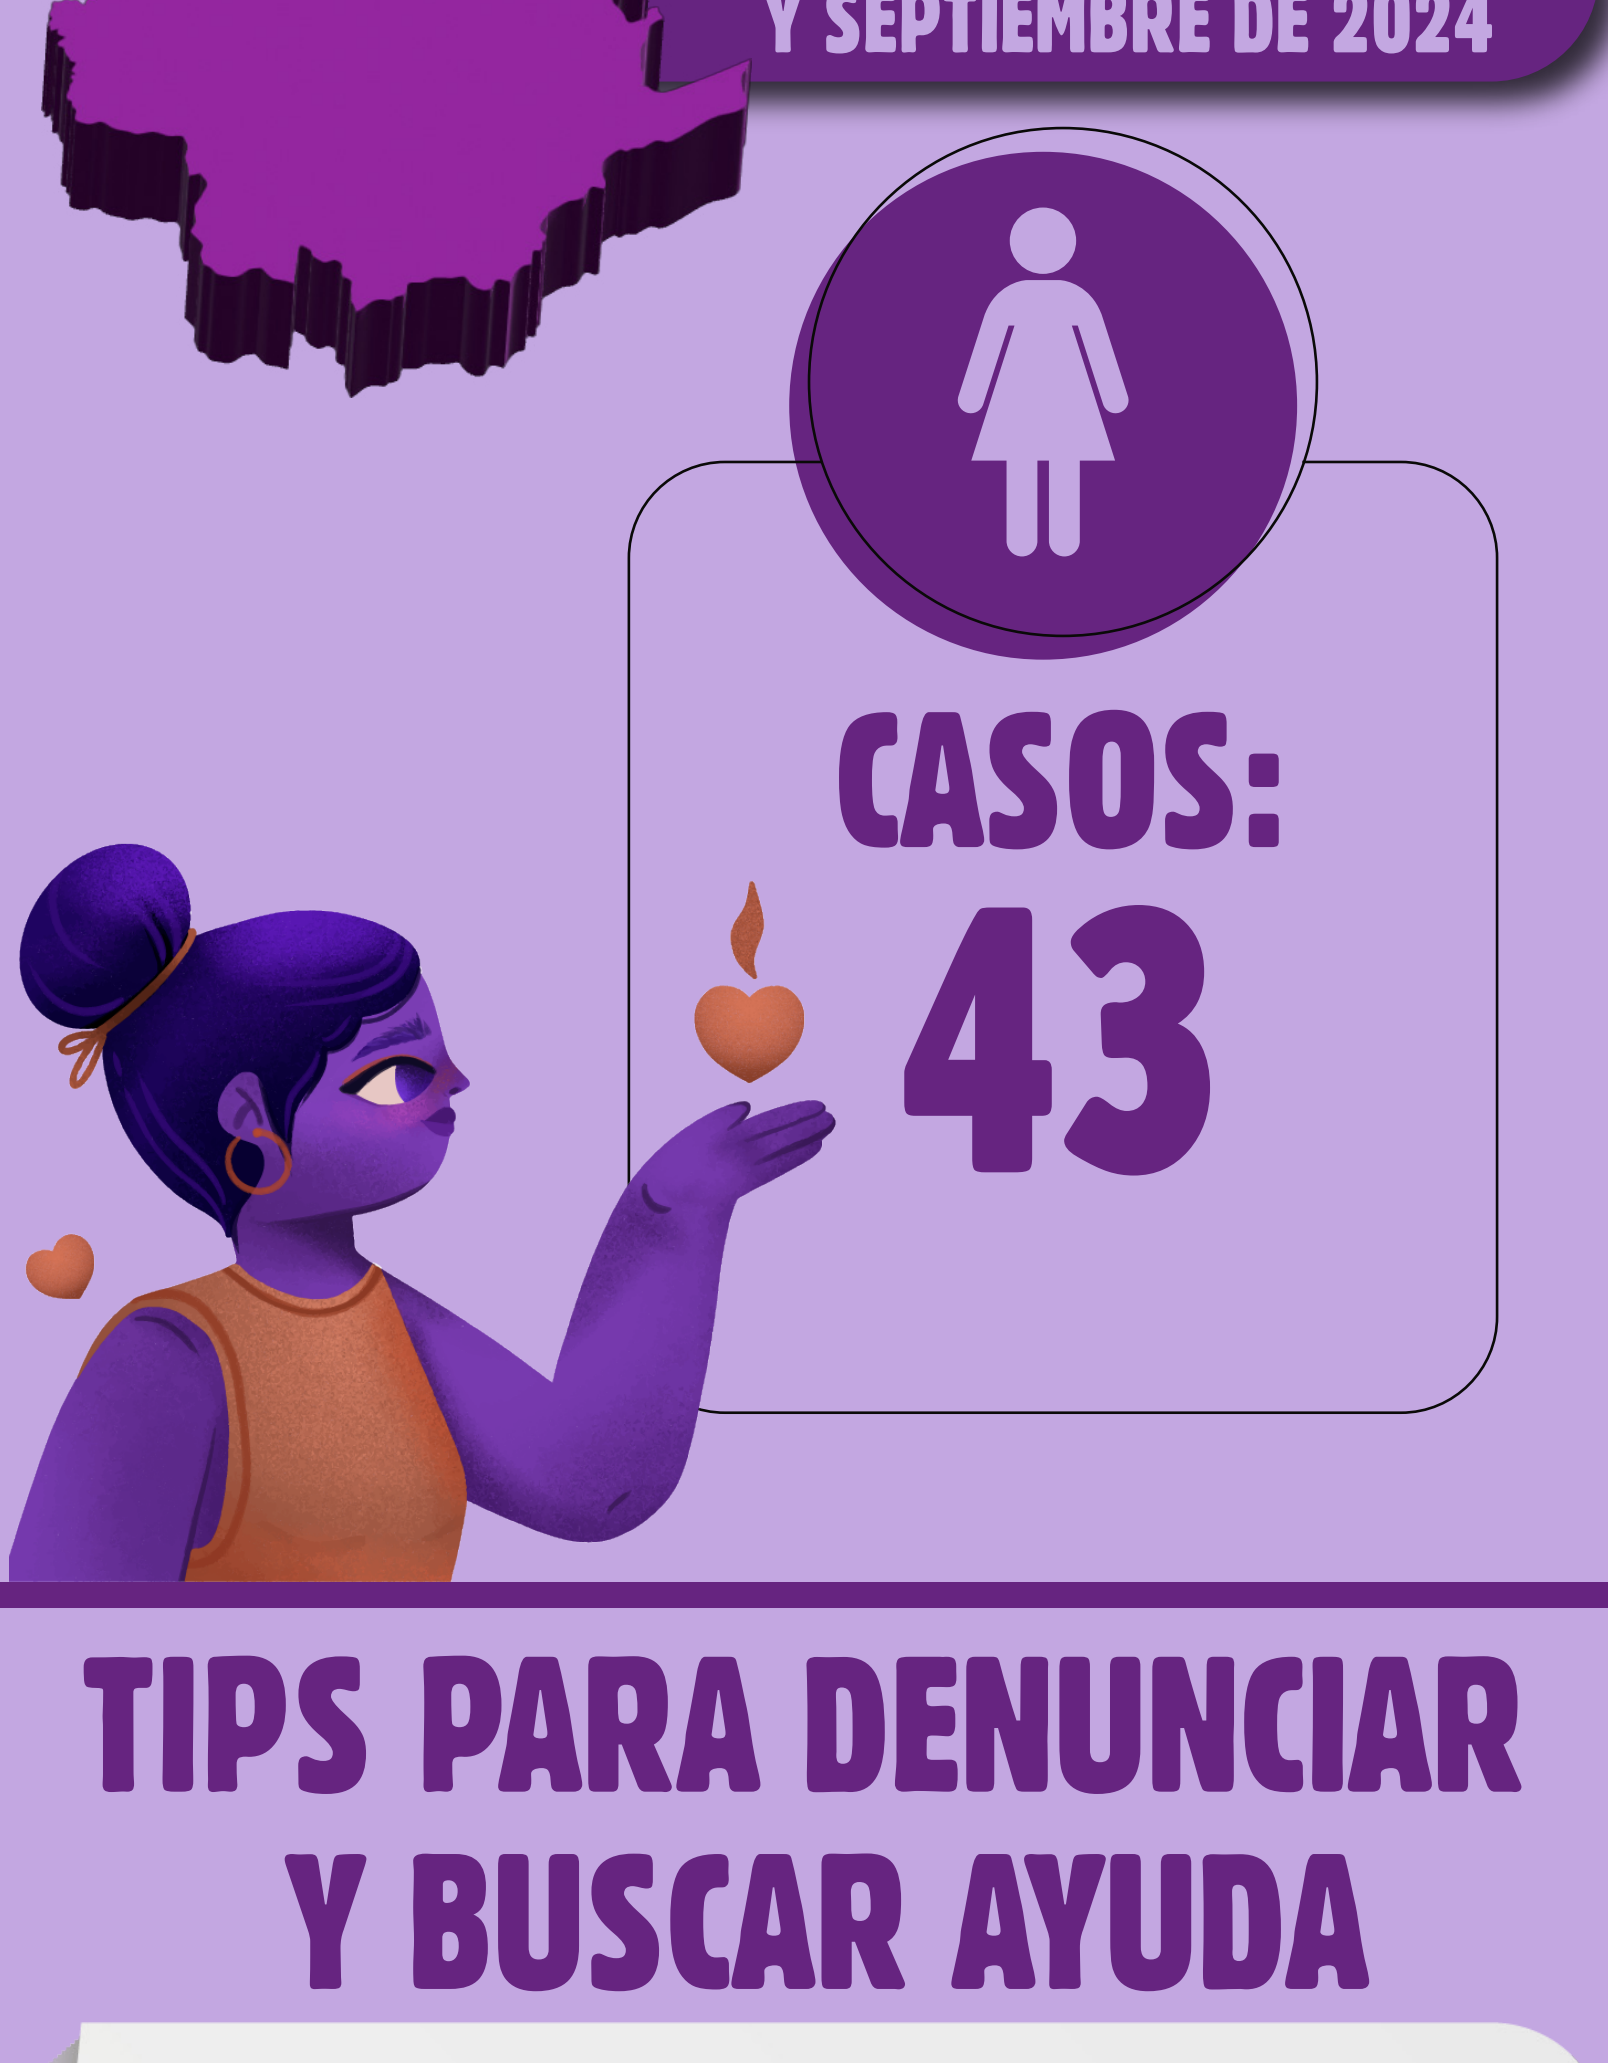 Y SEPTIEMBRE DE 2024
CASOS:
43
TIPS PARA DENUNCIAR
Y BUSCAR AYUDA